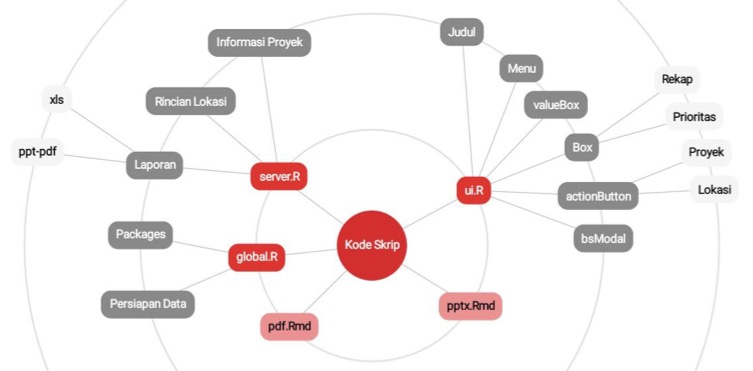 Judul
Informasi Proyek
Menu
Rekap
xls
Rincian Lokasi
valueBox
Prioritas
ppt-pdf
Laporan
Box
Proyek
server.R
ui.R
actionButton
Lokasi
Packages
bsModal
Kode Skrip
global.R
Persiapan Data
pptx.Rmd
pdf.Rmd